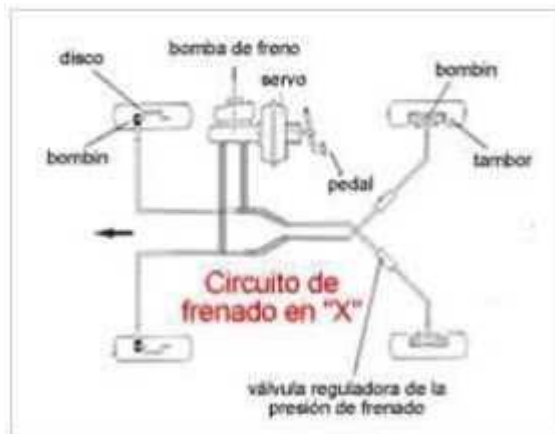 bomba de freno
disco
servo
bombin
bombin
tambor
pedal
Circuito de
frenado en "X"
válvula reguladora de la
presión de frenado